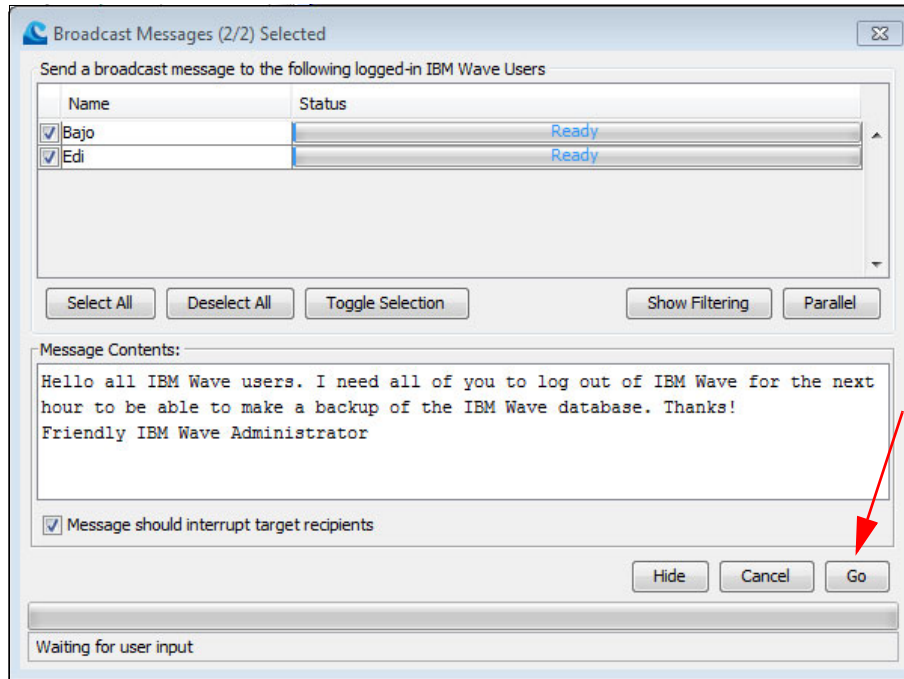 Broadcast Messages (2/2) Selected
Send a broadcast message to the following logged-in IBM Wave Users
Name Status
Bajo Ready
Edi Ready
Select All Deselect All Toggle Selection Show Filtering Parallel
Message Contents:
Hello all IBM Wave users. I need all of you to log out of IBM Wave for the next
hour to be able to make a backup of the IBM Wave database. Thanks!
Friendly IBM Wave Administrator
Message should interrupt target recipients
Hide Cancel Go
Waiting for user input